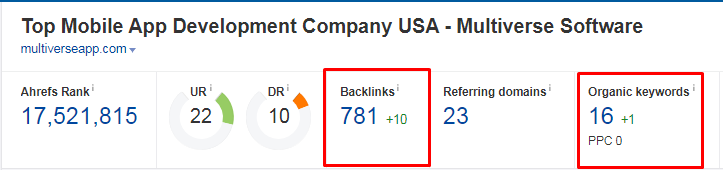 Top Mobile App Development Company USA - Multiverse Software
multiverseapp.com
Ahrefs Rank i
17,521,815
UR i
22
DR i
10
Backlinks i
781 +10
Referring domains i
23
Organic keywords i
16 +1
PPC 0